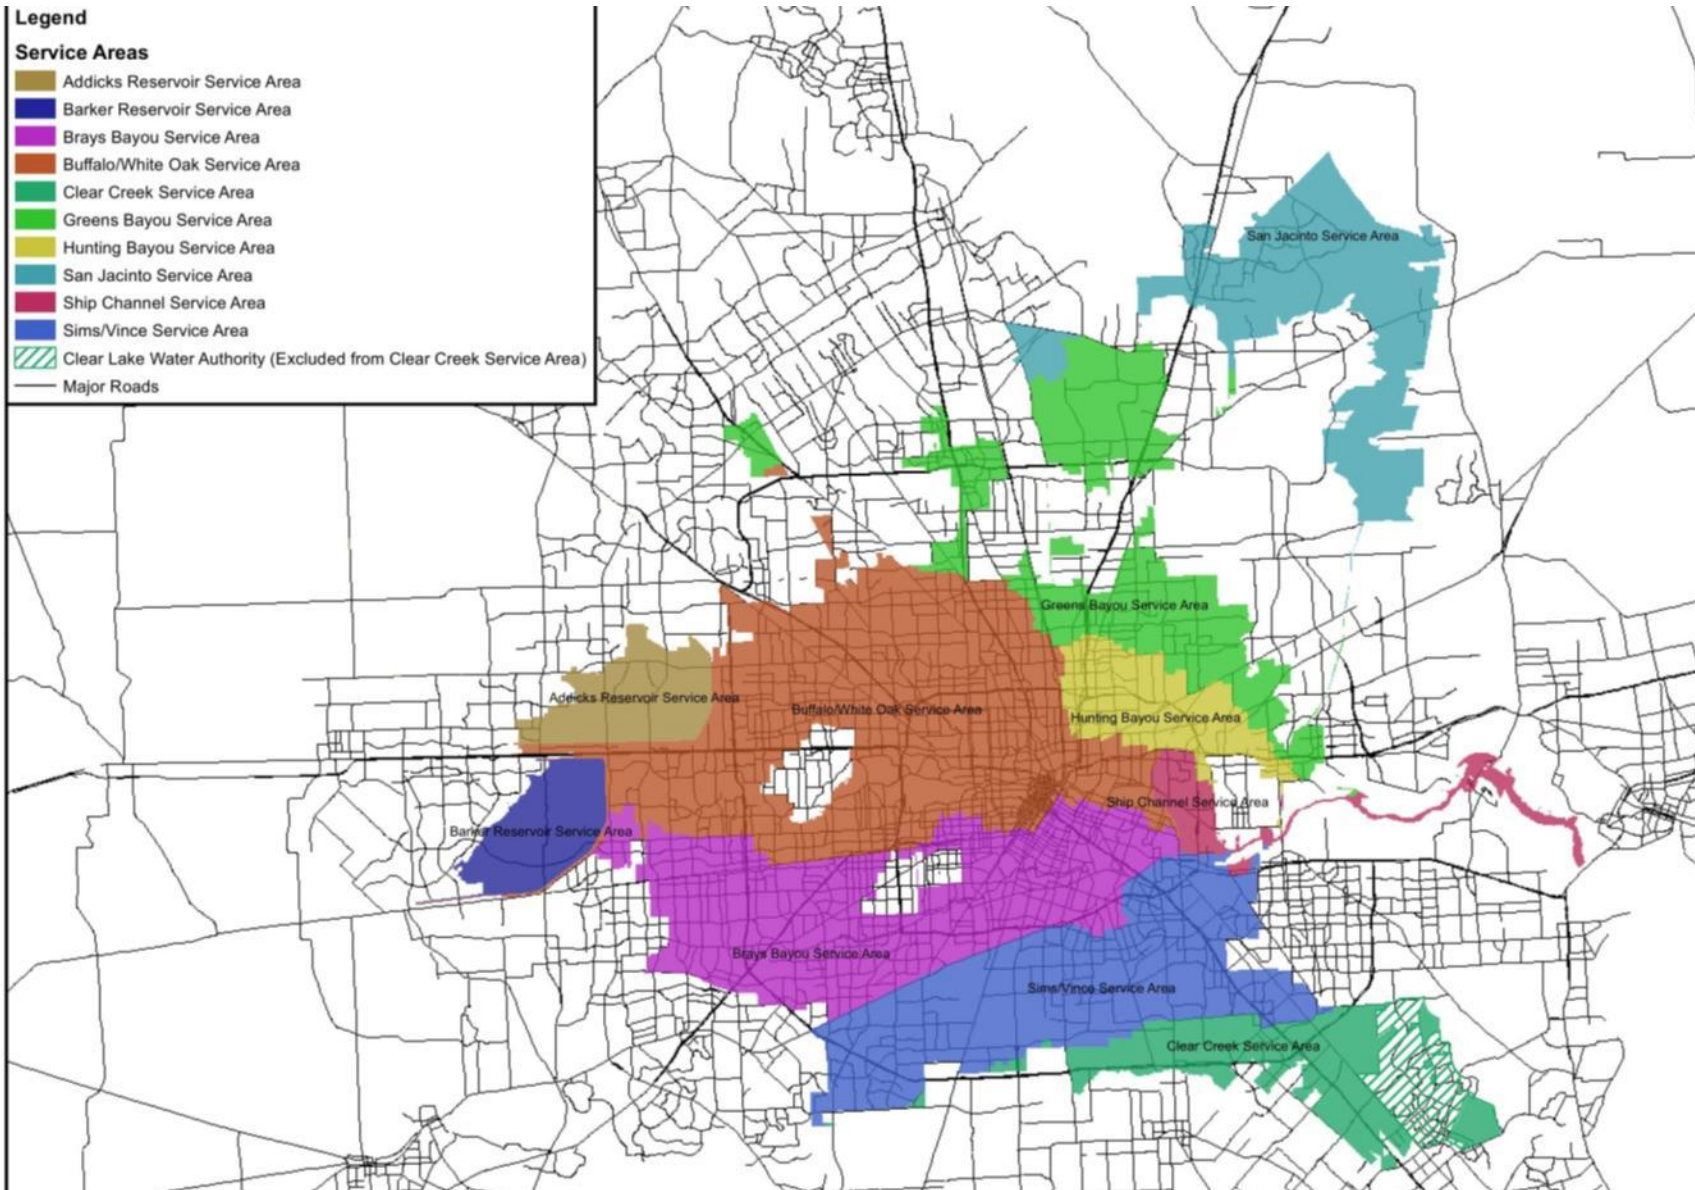 Legend
Service Areas
Addicks Reservoir Service Area
Barker Reservoir Service Area
Brays Bayou Service Area
Buffalo/White Oak Service Area
Clear Creek Service Area
Greens Bayou Service Area
Hunting Bayou Service Area
San Jacinto Service Area
Ship Channel Service Area
Sims/Vince Service Area
Clear Lake Water Authority (Excluded from Clear Creek Service Area)
Major Roads
San Jacinto Service Area
Greens Bayou Service Area
Addicks Reservoir Service Area
Buffalo/White Oak Service Area
Hunting Bayou Service Area
Ship Channel Service Area
Barker Reservoir Service Area
Brays Bayou Service Area
Sims/Vince Service Area
Clear Creek Service Area